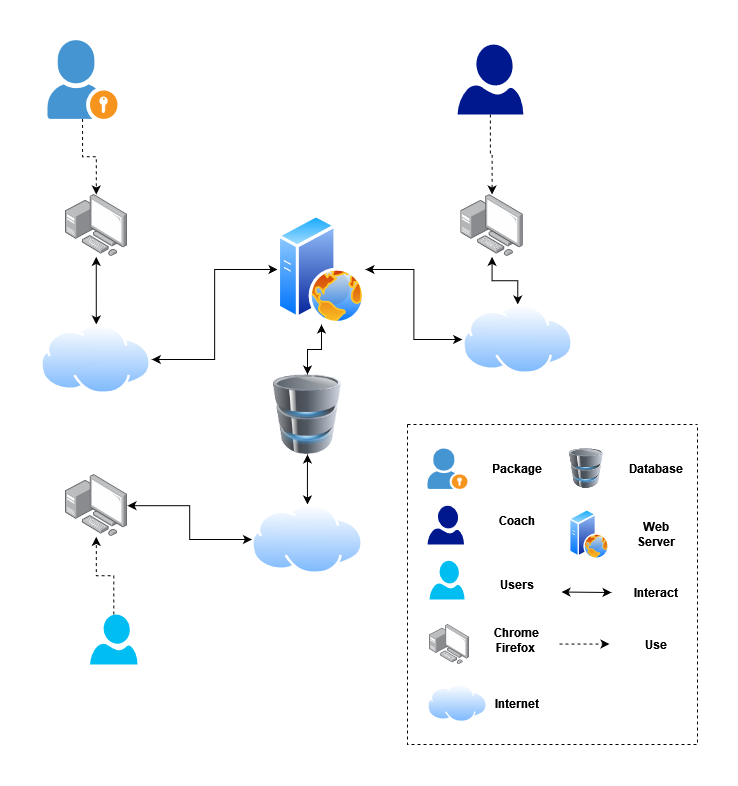 Package
Database
Coach
Web
Server
Users
Interact
Chrome
Firefox
Use
Internet